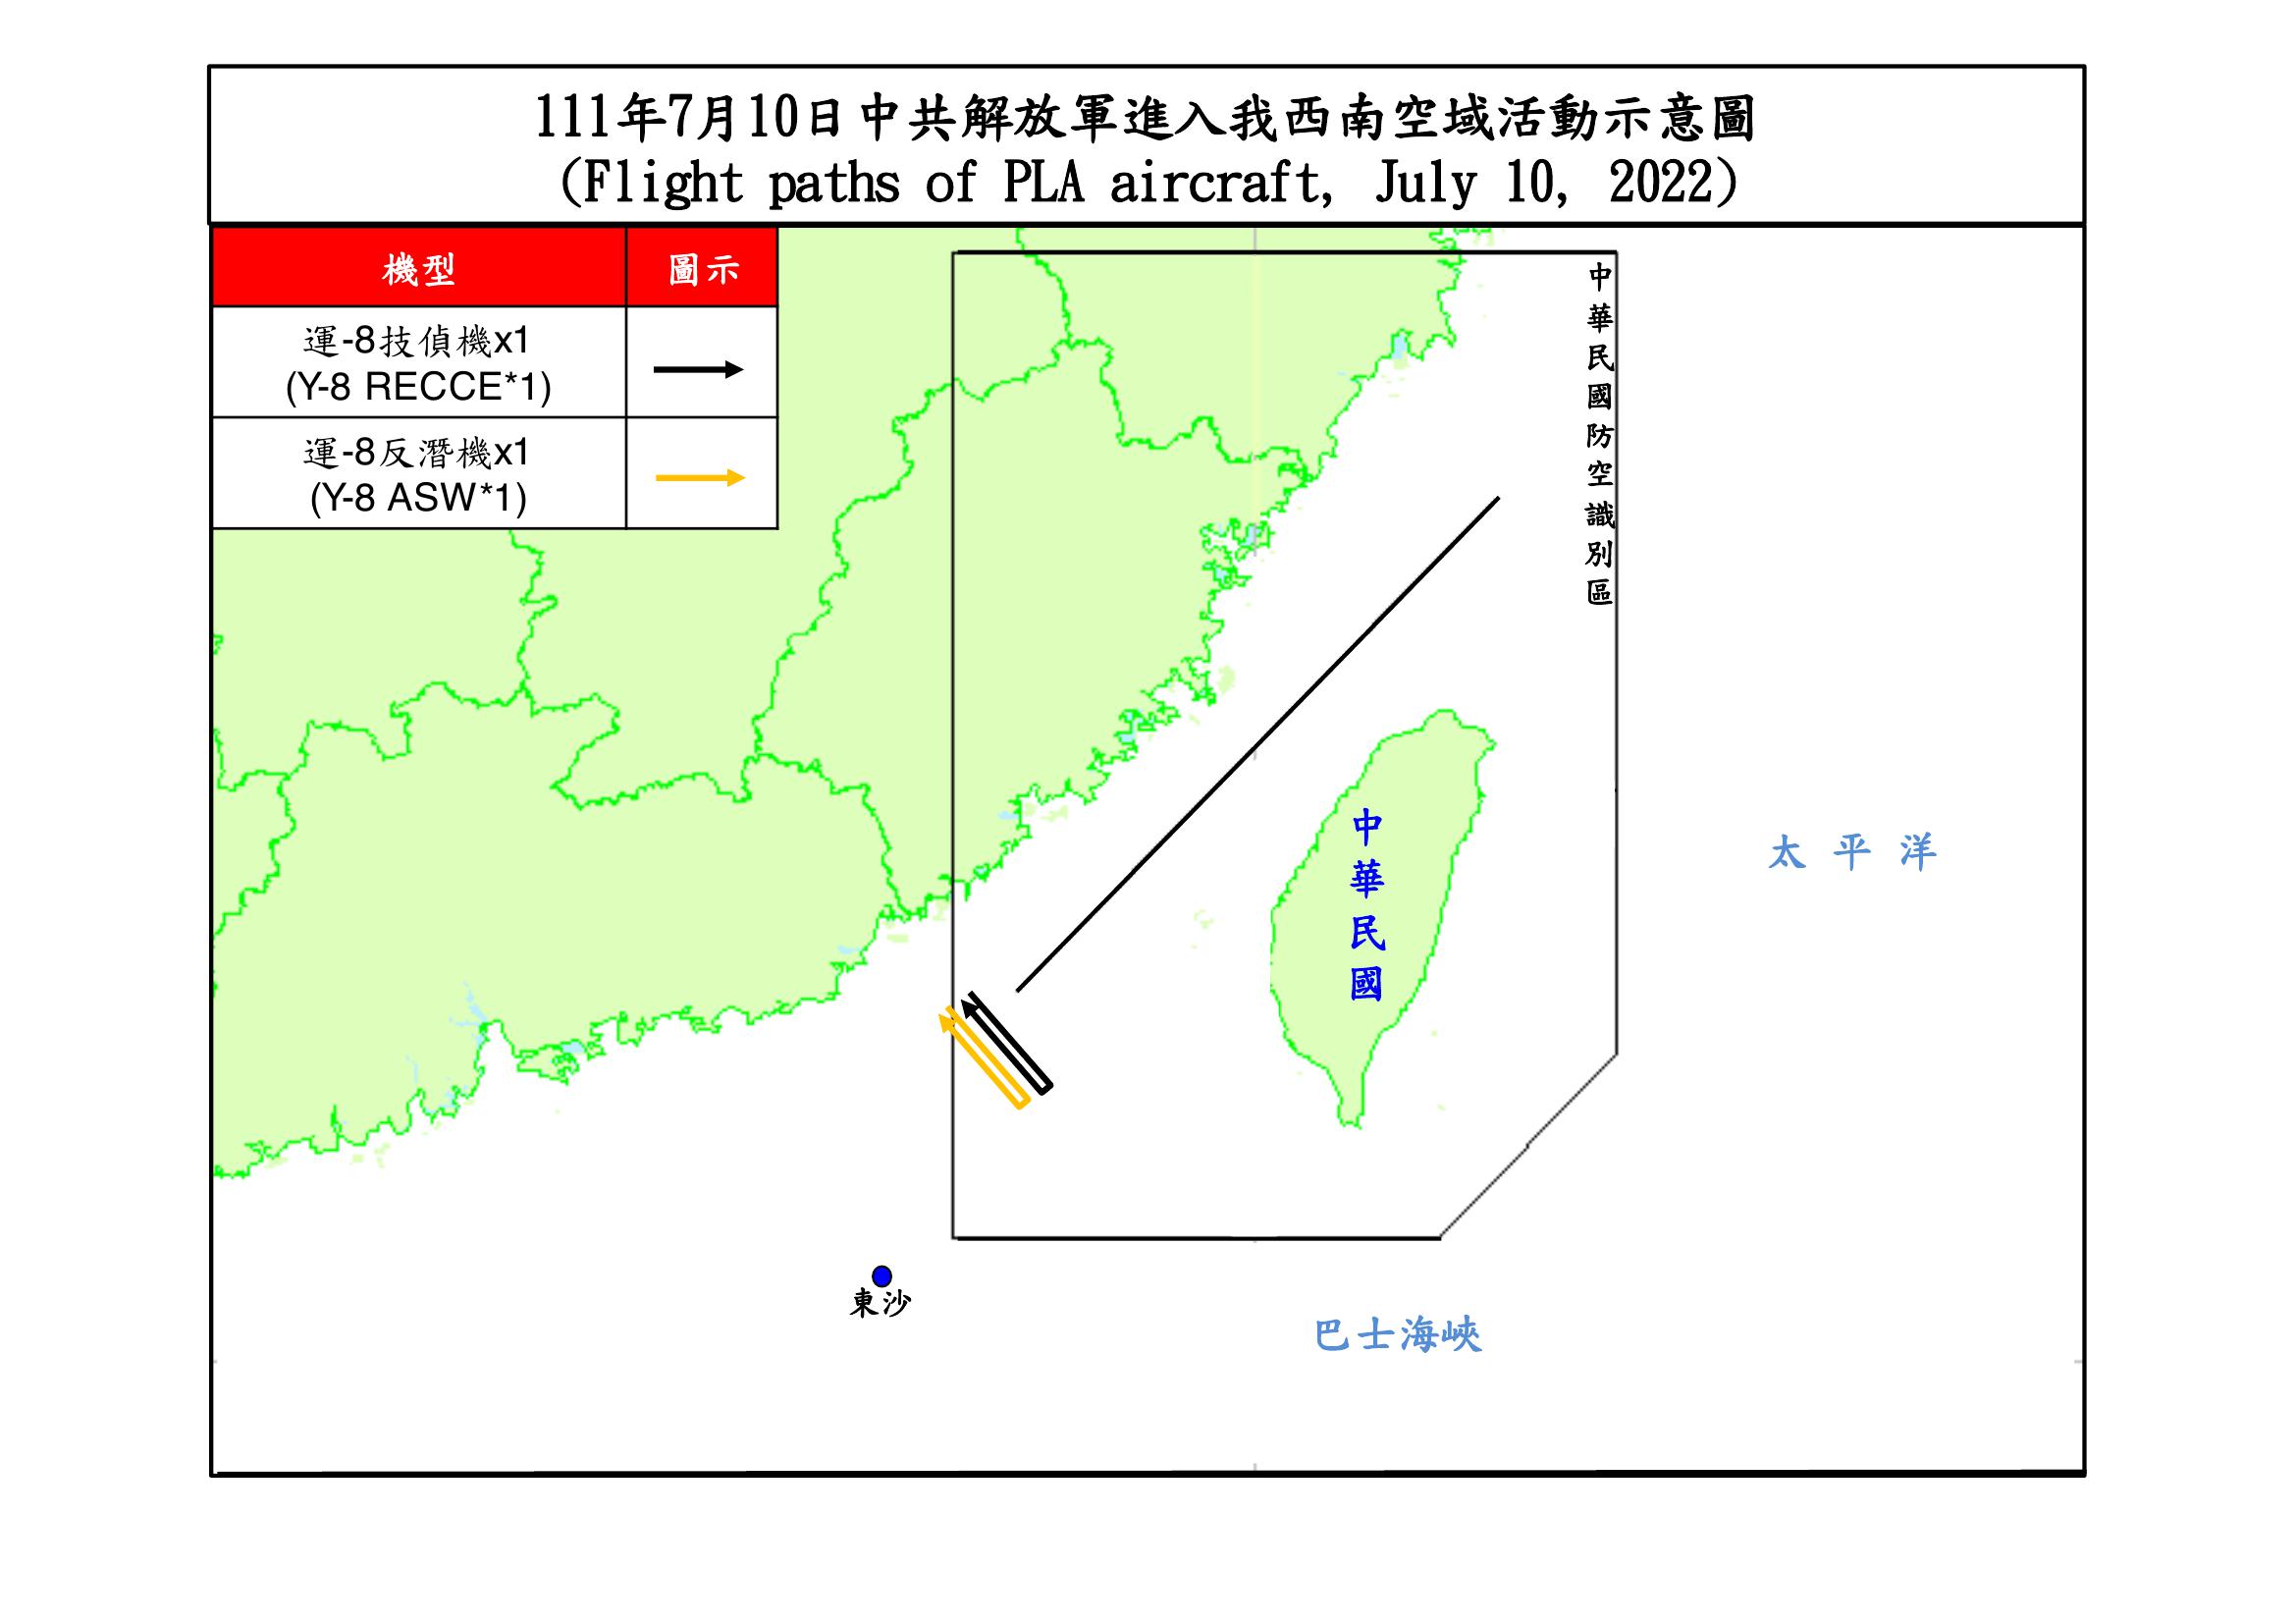 111年7月10日中共解放軍進入我西南空域活動示意圖
(Flight paths of PLA aircraft, July 10, 2022)
機型 圖示
運-8技偵機x1
(Y-8 RECCE*1)
運-8反潛機x1
(Y-8 ASW*1)
中華民國防空識別區
中華民國
太平洋
東沙
巴士海峽